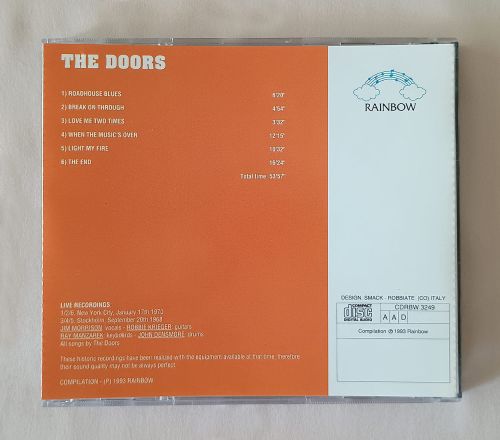 THE DOORS
1) ROADHOUSE BLUES 6'20"
2) BREAK ON THROUGH 4'54"
3) LOVE ME TWO TIMES 3'32"
4) WHEN THE MUSIC'S OVER 12'15"
5) LIGHT MY FIRE 10'32"
6) THE END 16'24"
Total time 53'57"
LIVE RECORDINGS
1/2/6, New York City, January 17th 1970
3/4/5, Stockholm, September 20th 1968
JIM MORRISON: vocals - ROBBIE KRIEGER: guitars
RAY MANZAREK: keyboards - JOHN DENSMORE: drums
All songs by The Doors
These historic recordings have been realized with the equipment available at that time, therefore
their sound quality may not be always perfect
COMPILATION - (P) 1993 RAINBOW
RAINBOW
DESIGN: SMACK - ROBBIATE (CO) ITALY
COMPACT
disc
DIGITAL AUDIO
CDRBW 3249
A A D
Compilation ℗ 1993 Rainbow